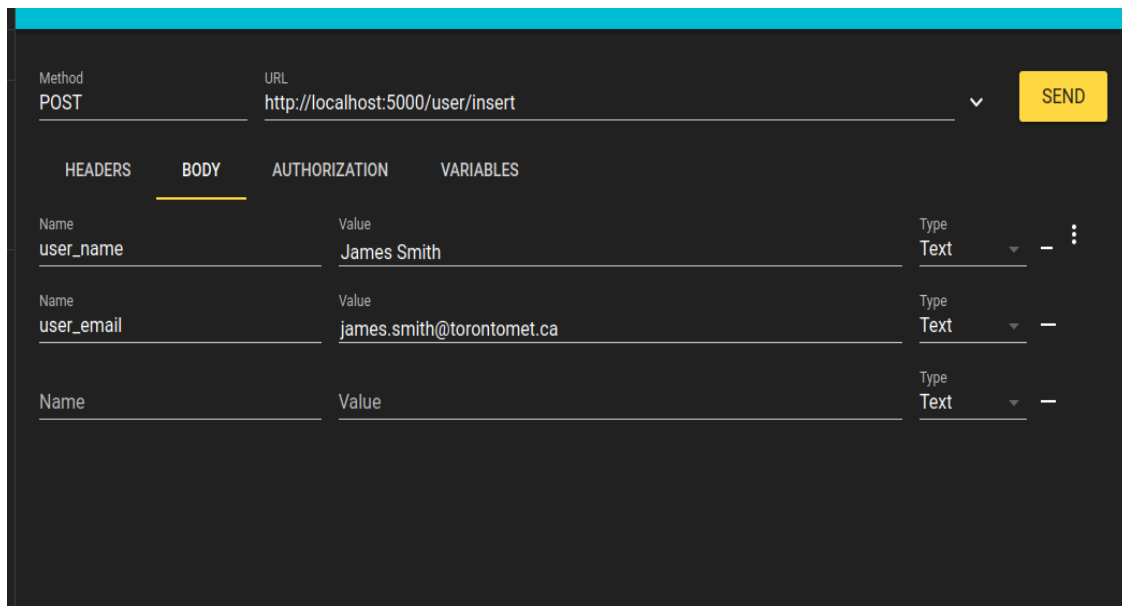 Method URL
POST http://localhost:5000/user/insert SEND
HEADERS BODY AUTHORIZATION VARIABLES
Name Value Type
user_name James Smith Text
Name Value Type
user_email james.smith@torontomet.ca Text
Type
Name Value Text